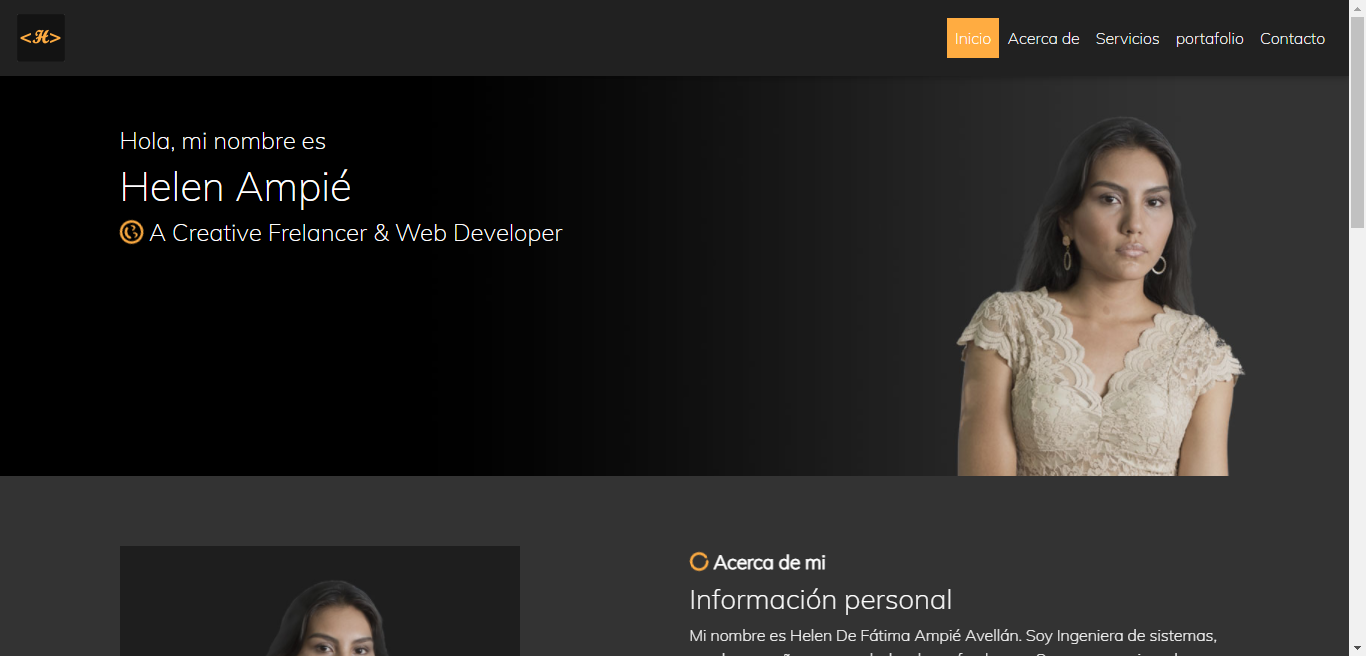 <H>
Inicio Acerca de Servicios portafolio Contacto
Hola, mi nombre es
Helen Ampié
A Creative Frelancer & Web Developer
Acerca de mi
Información personal
Mi nombre es Helen De Fátima Ampié Avellán. Soy Ingeniera de sistemas,